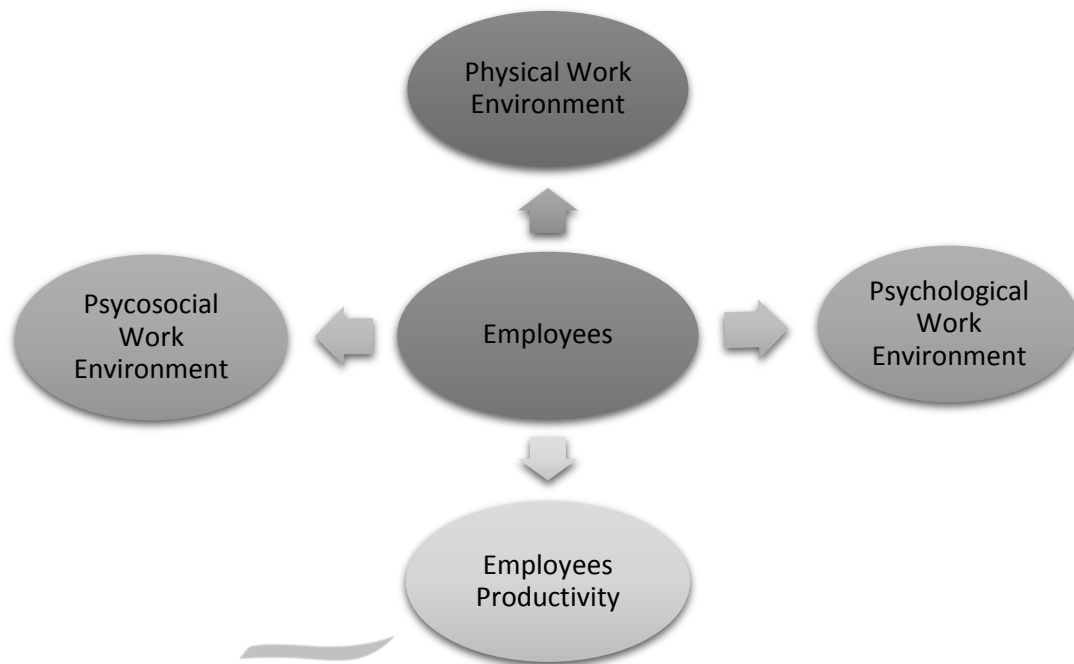 Physical Work
Environment
Psycosocial
Work
Environment
Employees
Psychological
Work
Environment
Employees
Productivity